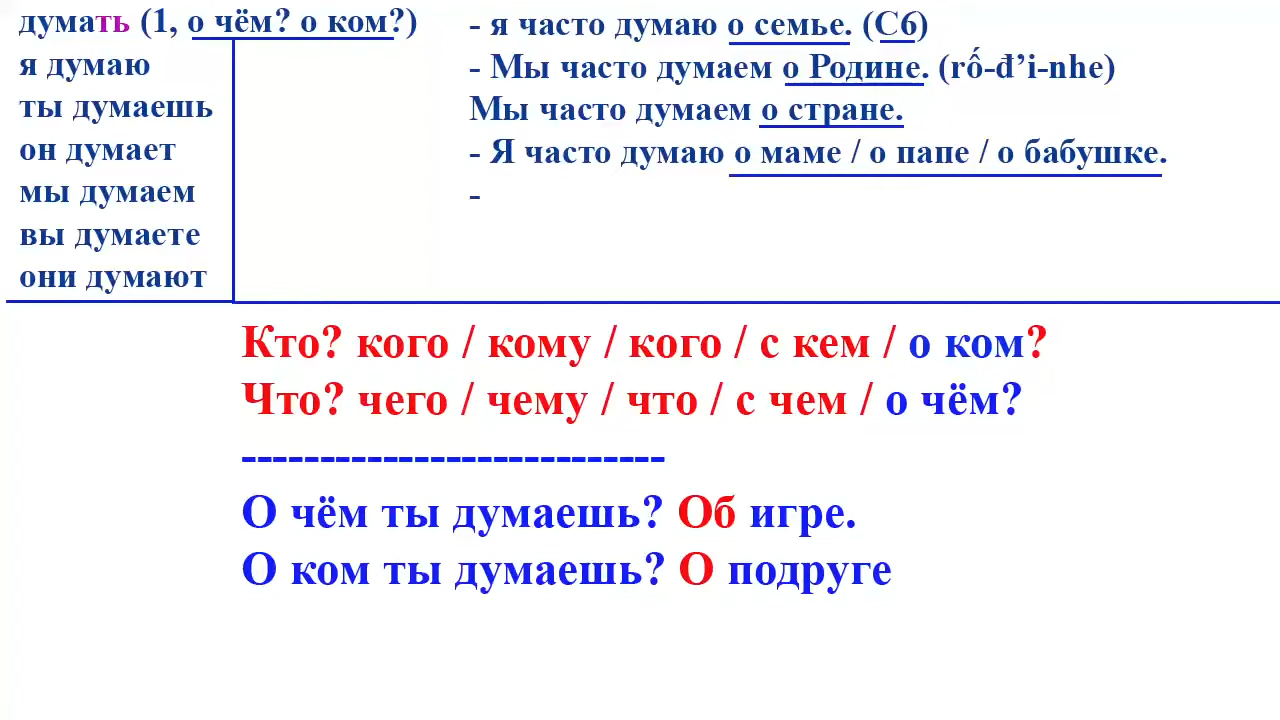 думать (1, о чём? о ком?)
я думаю
ты думаешь
он думает
мы думаем
вы думаете
они думают
- я часто думаю о семье. (С6)
- Мы часто думаем о Родине. (rố-đ’i-nhe)
Мы часто думаем о стране.
- Я часто думаю о маме / о папе / о бабушке.
-
Кто? кого / кому / кого / с кем / о ком?
Что? чего / чему / что / с чем / о чём?
---------------------------
О чём ты думаешь? Об игре.
О ком ты думаешь? О подруге